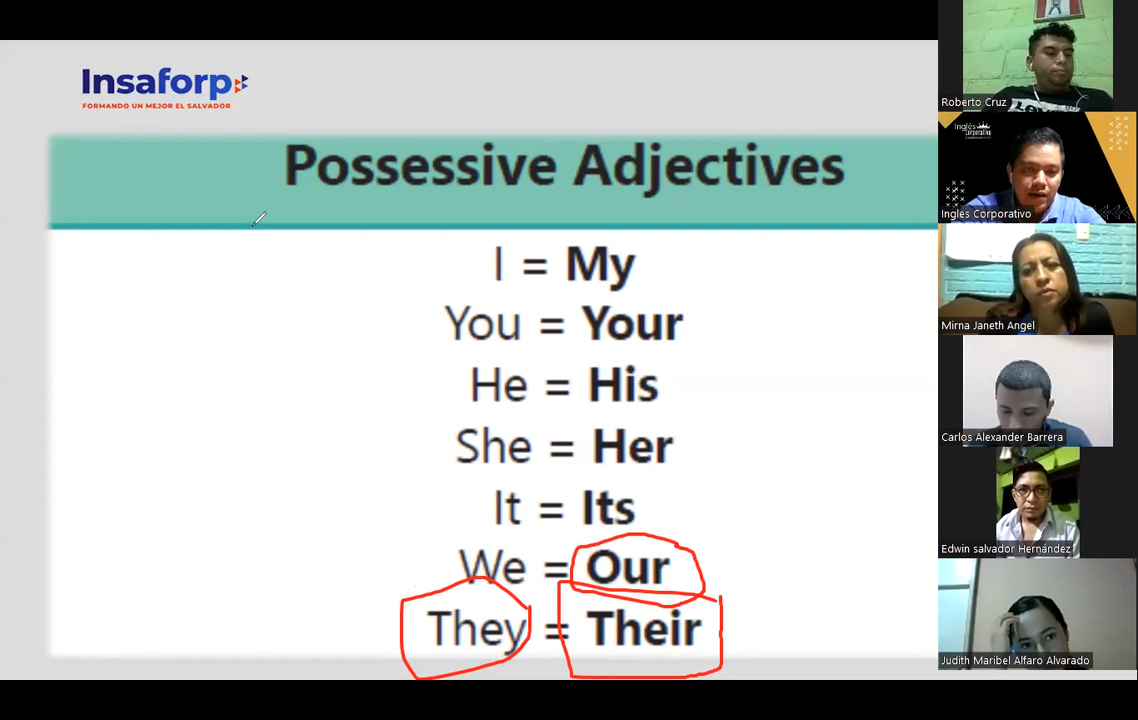 Insaforp
FORMANDO UN MEJOR EL SALVADOR
Possessive Adjectives
I = My
You = Your
He = His
She = Her
It = Its
We = Our
They = Their
Roberto Cruz
Inglés
Corporativo
Ingles Corporativo
Mirna Janeth Angel
Carlos Alexander Barrera
Edwin salvador Hernández
Judith Maribel Alfaro Alvarado